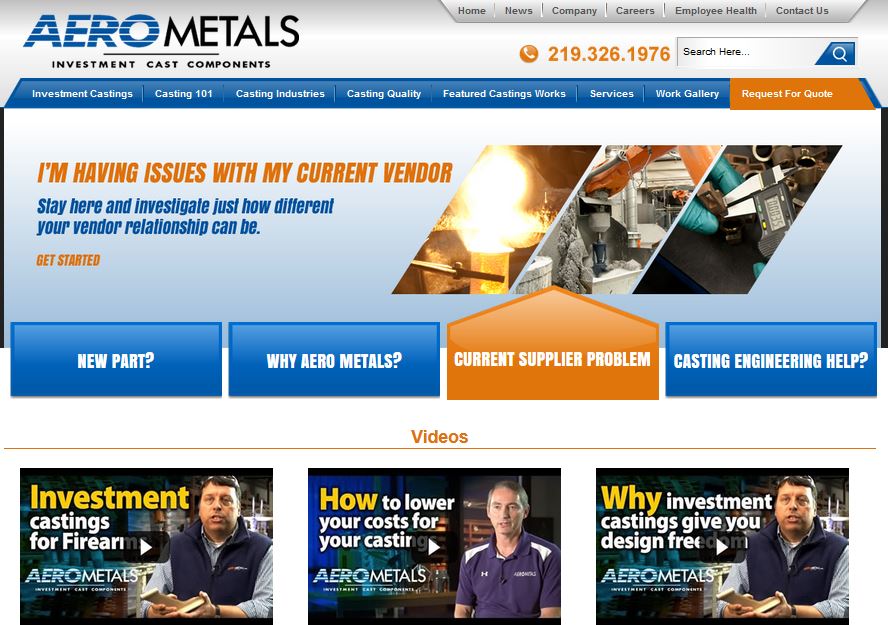 Home
News
Company
Careers
Employee Health
Contact Us
AERO METALS
INVESTMENT CAST COMPONENTS
219.326.1976
Search Here...
Investment Castings
Casting 101
Casting Industries
Casting Quality
Featured Castings Works
Services
Work Gallery
Request For Quote
I'M HAVING ISSUES WITH MY CURRENT VENDOR
Stay here and investigate just how different
your vendor relationship can be.
GET STARTED
NEW PART?
WHY AERO METALS?
CURRENT SUPPLIER PROBLEM
CASTING ENGINEERING HELP?
Videos
Investment
castings
for Firearms
AEROMETALS
INVESTMENT CAST COMPONENTS
How to lower
your costs for
your casting
AEROMETALS
INVESTMENT CAST COMPONENTS
AEROMETALS
Why investment
castings give you
design freedom
AEROMETALS
INVESTMENT CAST COMPONENTS